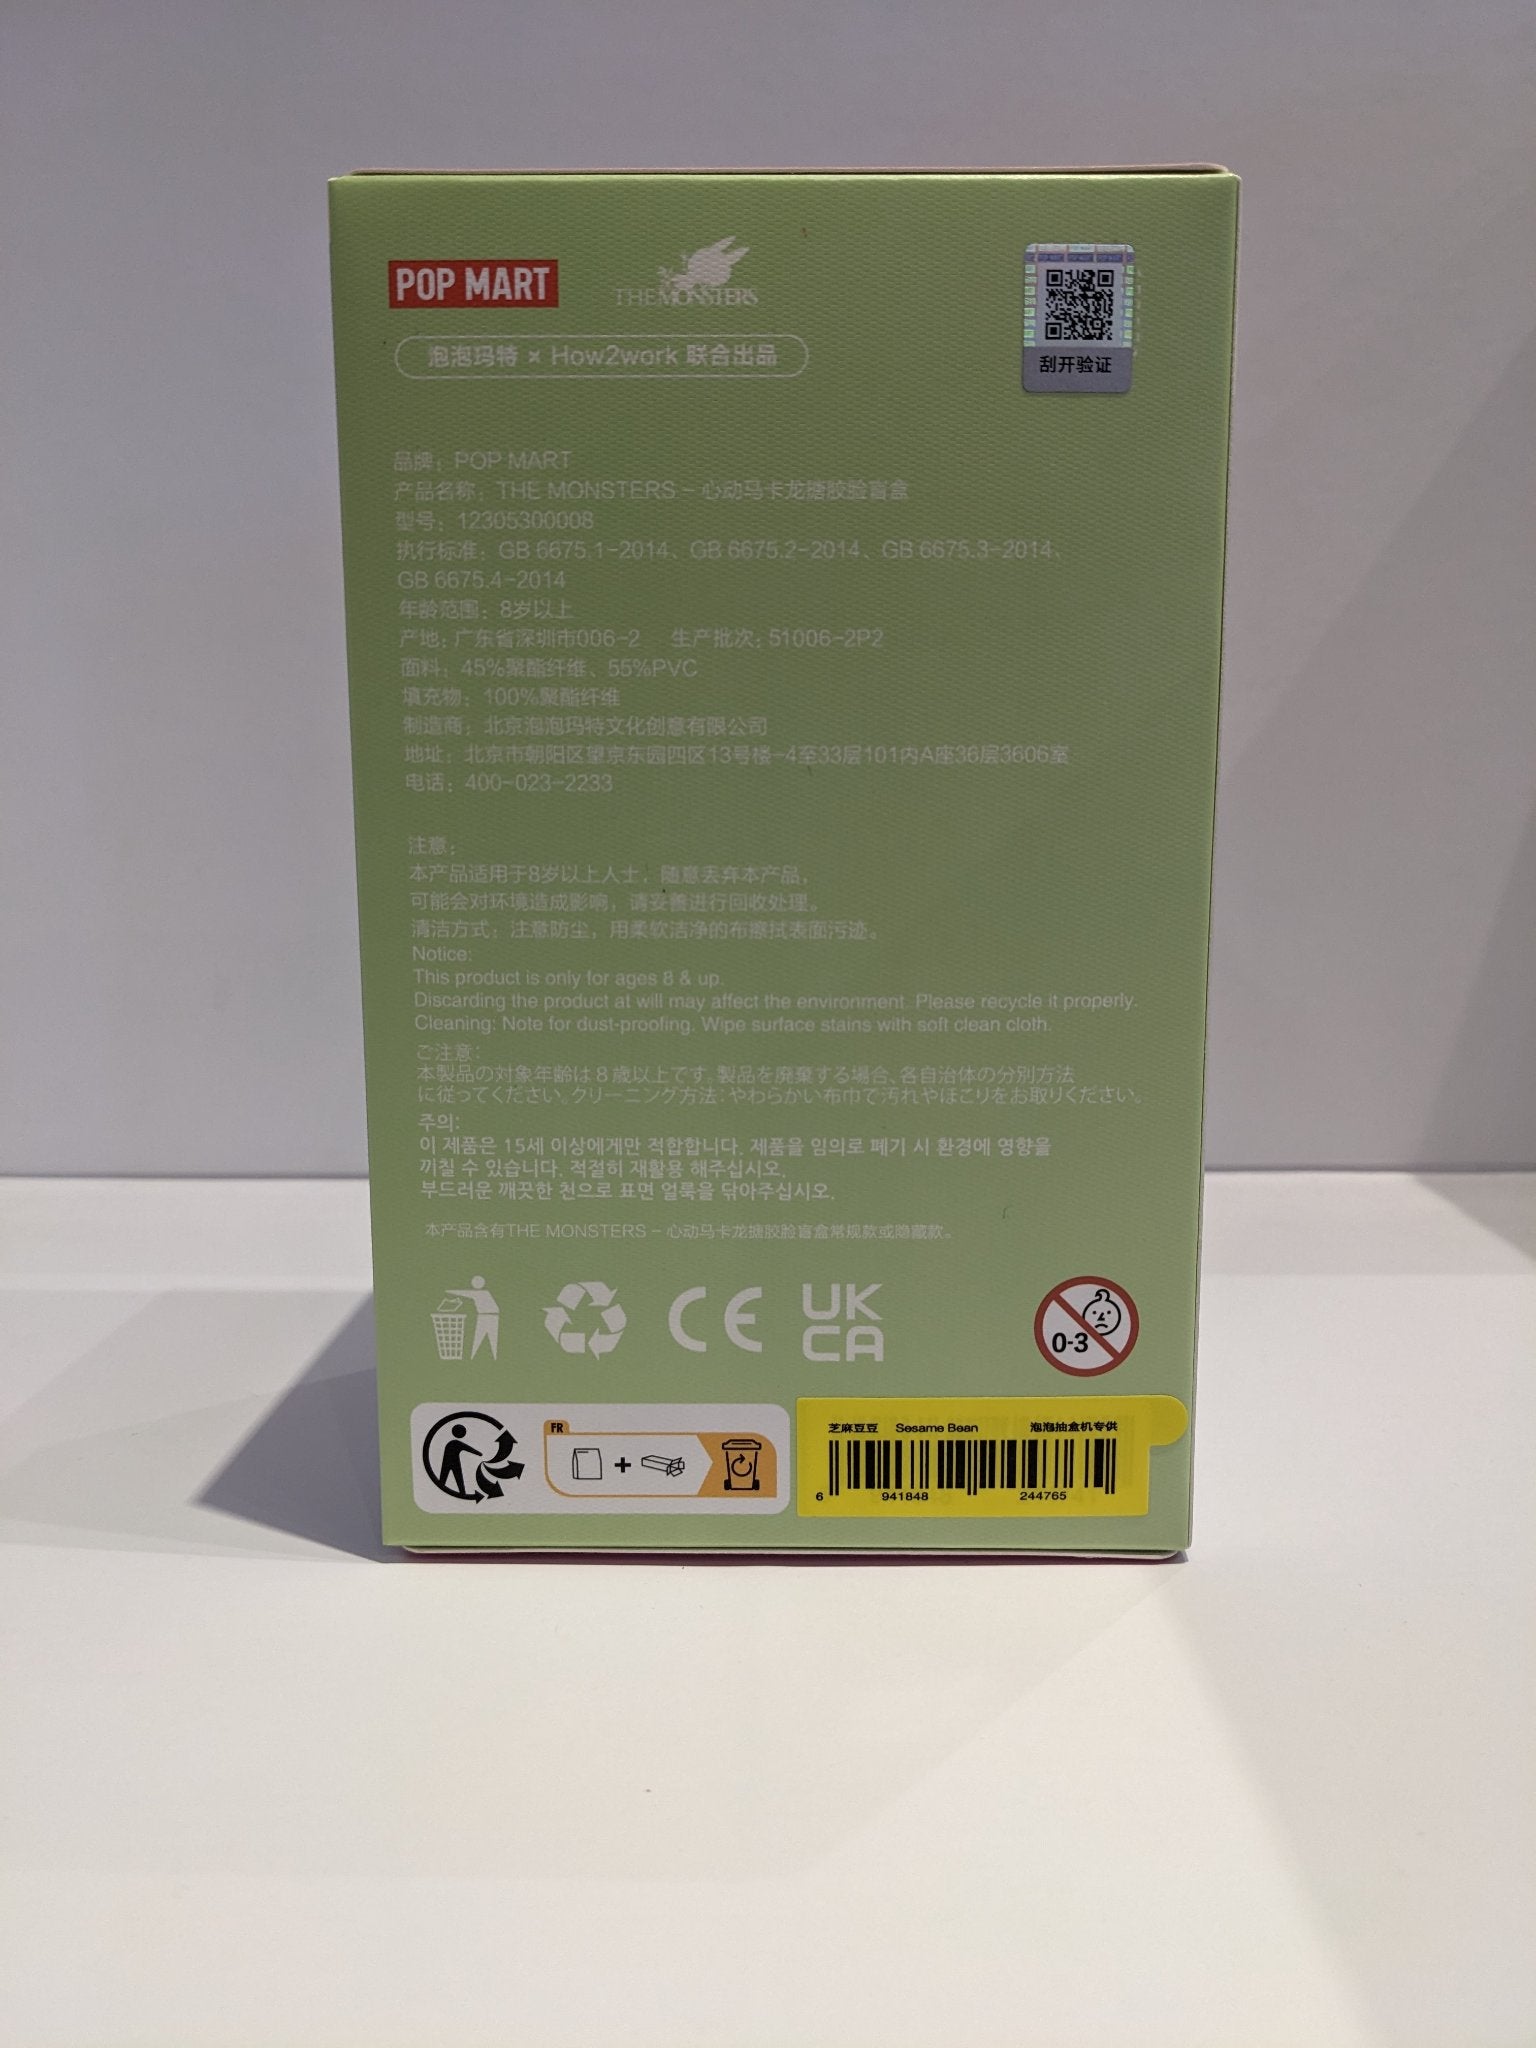 POP MART
THE MONSTERS
泡泡玛特 × How2work 联合出品
刮开验证
品牌：POP MART
产品名称：THE MONSTERS – 心动马卡龙搪胶脸盲盒
型号：12305300008
执行标准：GB 6675.1-2014、GB 6675.2-2014、GB 6675.3-2014、
GB 6675.4-2014
年龄范围：8岁以上
产地：广东省深圳市006-2 生产批次：51006-2P2
面料：45%聚酯纤维、55%PVC
填充物：100%聚酯纤维
制造商：北京泡泡玛特文化创意有限公司
地址：北京市朝阳区望京东园四区13号楼-4至33层101内A座36层3606室
电话：400-023-2233
注意：
本产品适用于8岁以上人士，随意丢弃本产品，
可能会对环境造成影响，请妥善进行回收处理。
清洁方式：注意防尘，用柔软洁净的布擦拭表面污迹。
Notice:
This product is only for ages 8 & up.
Discarding the product at will may affect the environment. Please recycle it properly.
Cleaning: Note for dust-proofing. Wipe surface stains with soft clean cloth.
ご注意：
本製品の対象年齢は8歳以上です。製品を廃棄する場合、各自治体の分別方法
に従ってください。クリーニング方法：やわらかい布巾で汚れやほこりをお取りください。
주의:
이 제품은 15세 이상에게만 적합합니다. 제품을 임의로 폐기 시 환경에 영향을
끼칠 수 있습니다. 적절히 재활용 해주십시오.
부드러운 깨끗한 천으로 표면 얼룩을 닦아주십시오.
本产品含有THE MONSTERS – 心动马卡龙搪胶脸盲盒常规款或隐藏款。
CE
UK
CA
0-3
FR
+
芝麻豆豆 Sesame Bean 泡泡抽盒机专供
6 941848 244765